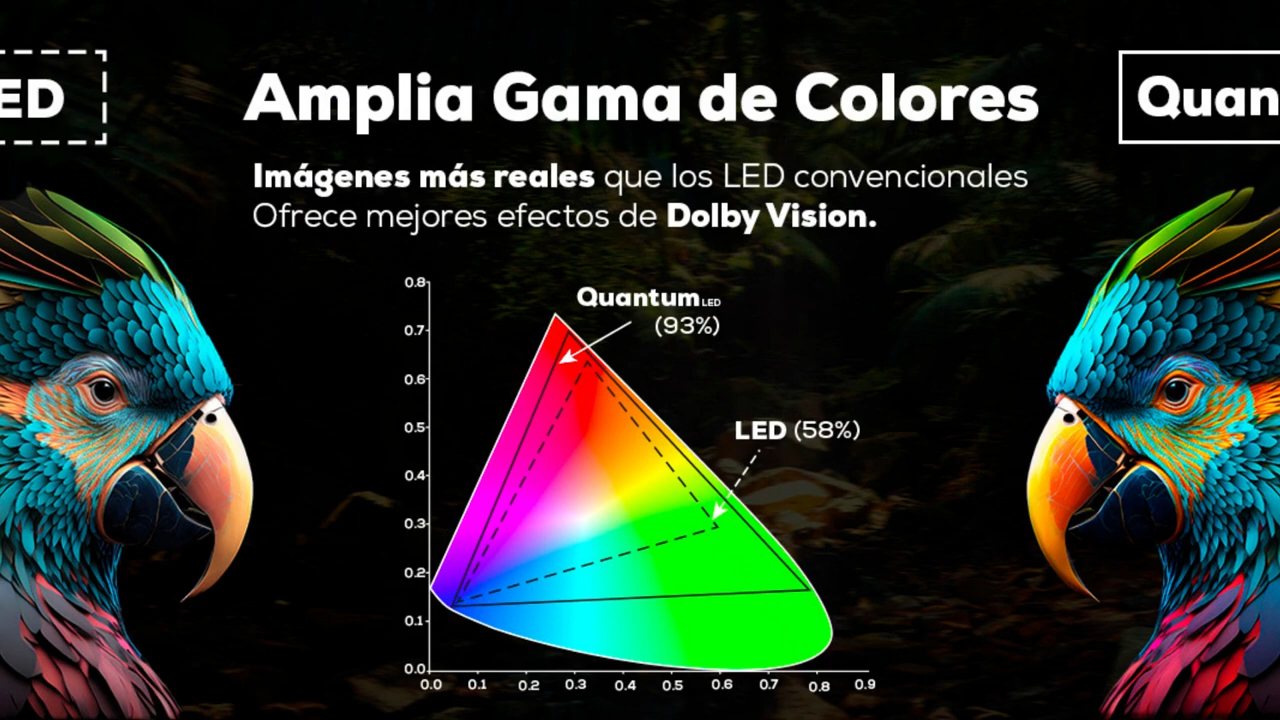 ED
Amplia Gama de Colores
Quan
Imágenes más reales que los LED convencionales
Ofrece mejores efectos de Dolby Vision.
Quantum LED
(93%)
LED (58%)
0.8
0.7
0.6
0.5
0.4
0.3
0.2
0.1
0.0
0.0 0.1 0.2 0.3 0.4 0.5 0.6 0.7 0.8 0.9